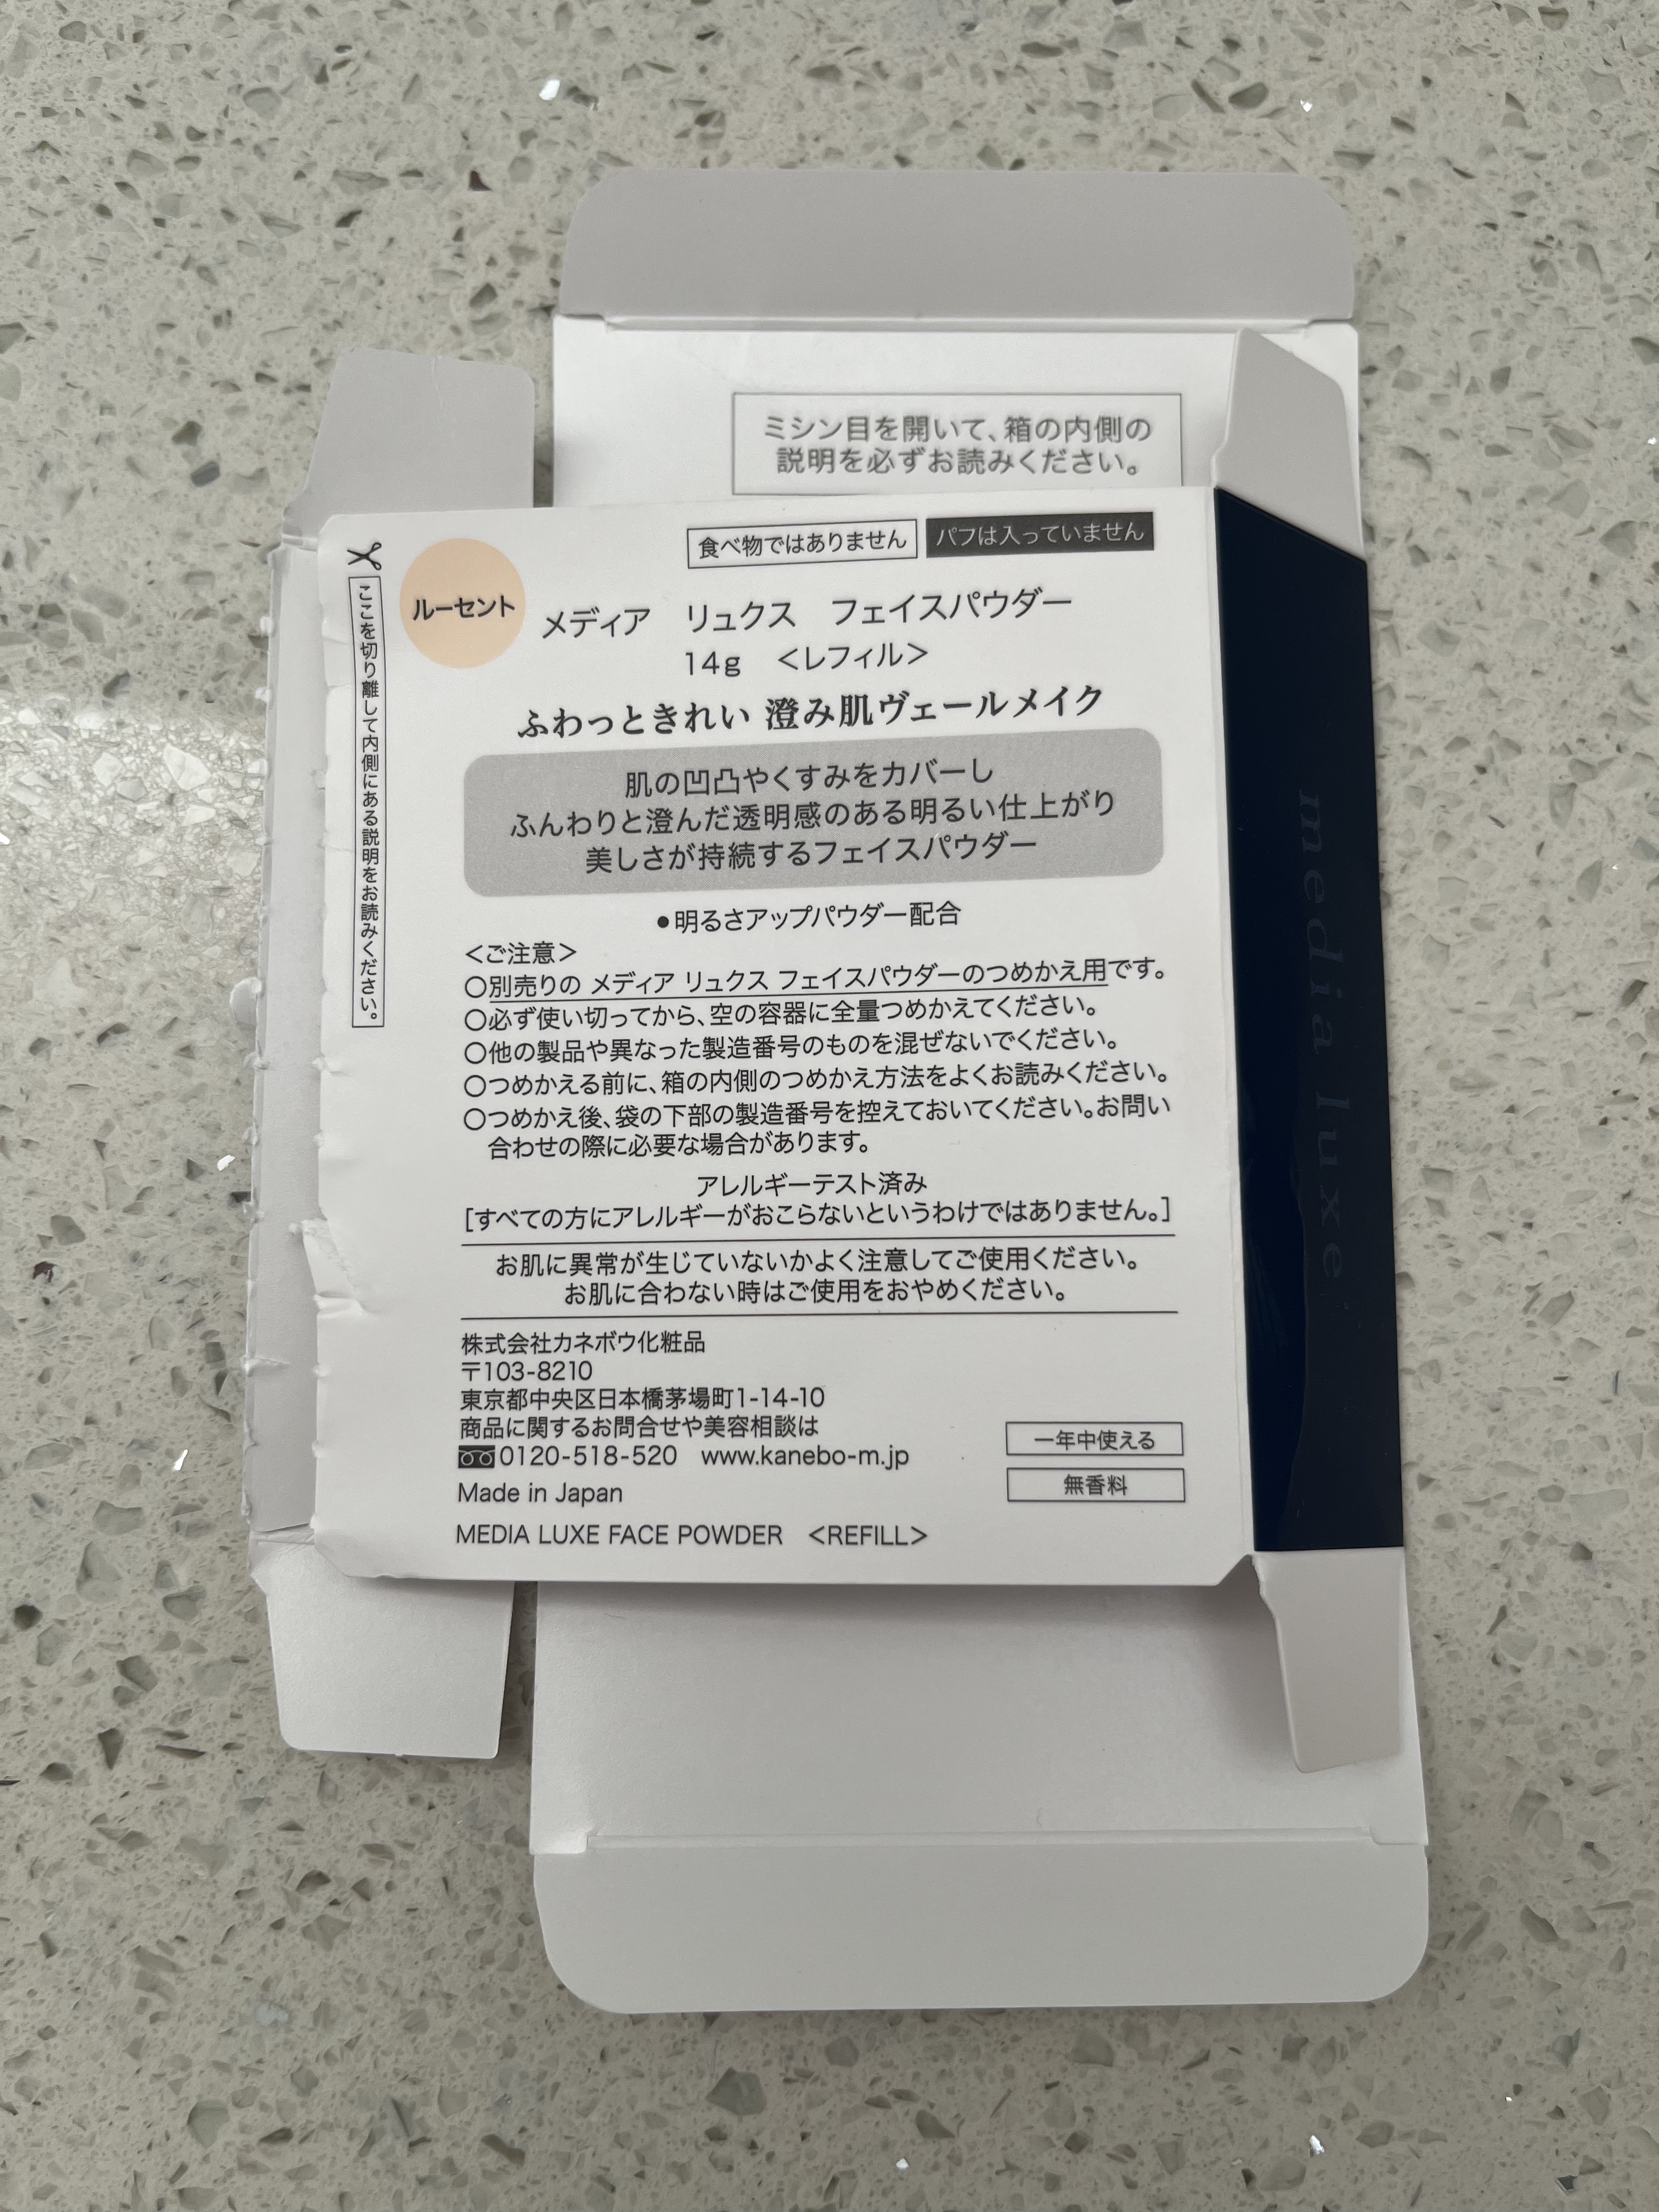 ミシン目を開いて、箱の内側の
説明を必ずお読みください。
食べ物ではありません
パフは入っていません
ここを切り離して内側にある説明をお読みください。
ルーセント
メディア リュクス フェイスパウダー
14g <レフィル>
ふわっときれい 澄み肌ヴェールメイク
肌の凹凸やくすみをカバーし
ふんわりと澄んだ透明感のある明るい仕上がり
美しさが持続するフェイスパウダー
●明るさアップパウダー配合
<ご注意>
○別売りの メディア リュクス フェイスパウダーのつめかえ用です。
○必ず使い切ってから、空の容器に全量つめかえてください。
○他の製品や異なった製造番号のものを混ぜないでください。
○つめかえる前に、箱の内側のつめかえ方法をよくお読みください。
○つめかえ後、袋の下部の製造番号を控えておいてください。お問い
合わせの際に必要な場合があります。
アレルギーテスト済み
[すべての方にアレルギーがおこらないというわけではありません。]
お肌に異常が生じていないかよく注意してご使用ください。
お肌に合わない時はご使用をおやめください。
株式会社カネボウ化粧品
〒103-8210
東京都中央区日本橋茅場町1-14-10
商品に関するお問合せや美容相談は
0120-518-520 www.kanebo-m.jp
Made in Japan
MEDIA LUXE FACE POWDER <REFILL>
一年中使える
無香料
media luxe